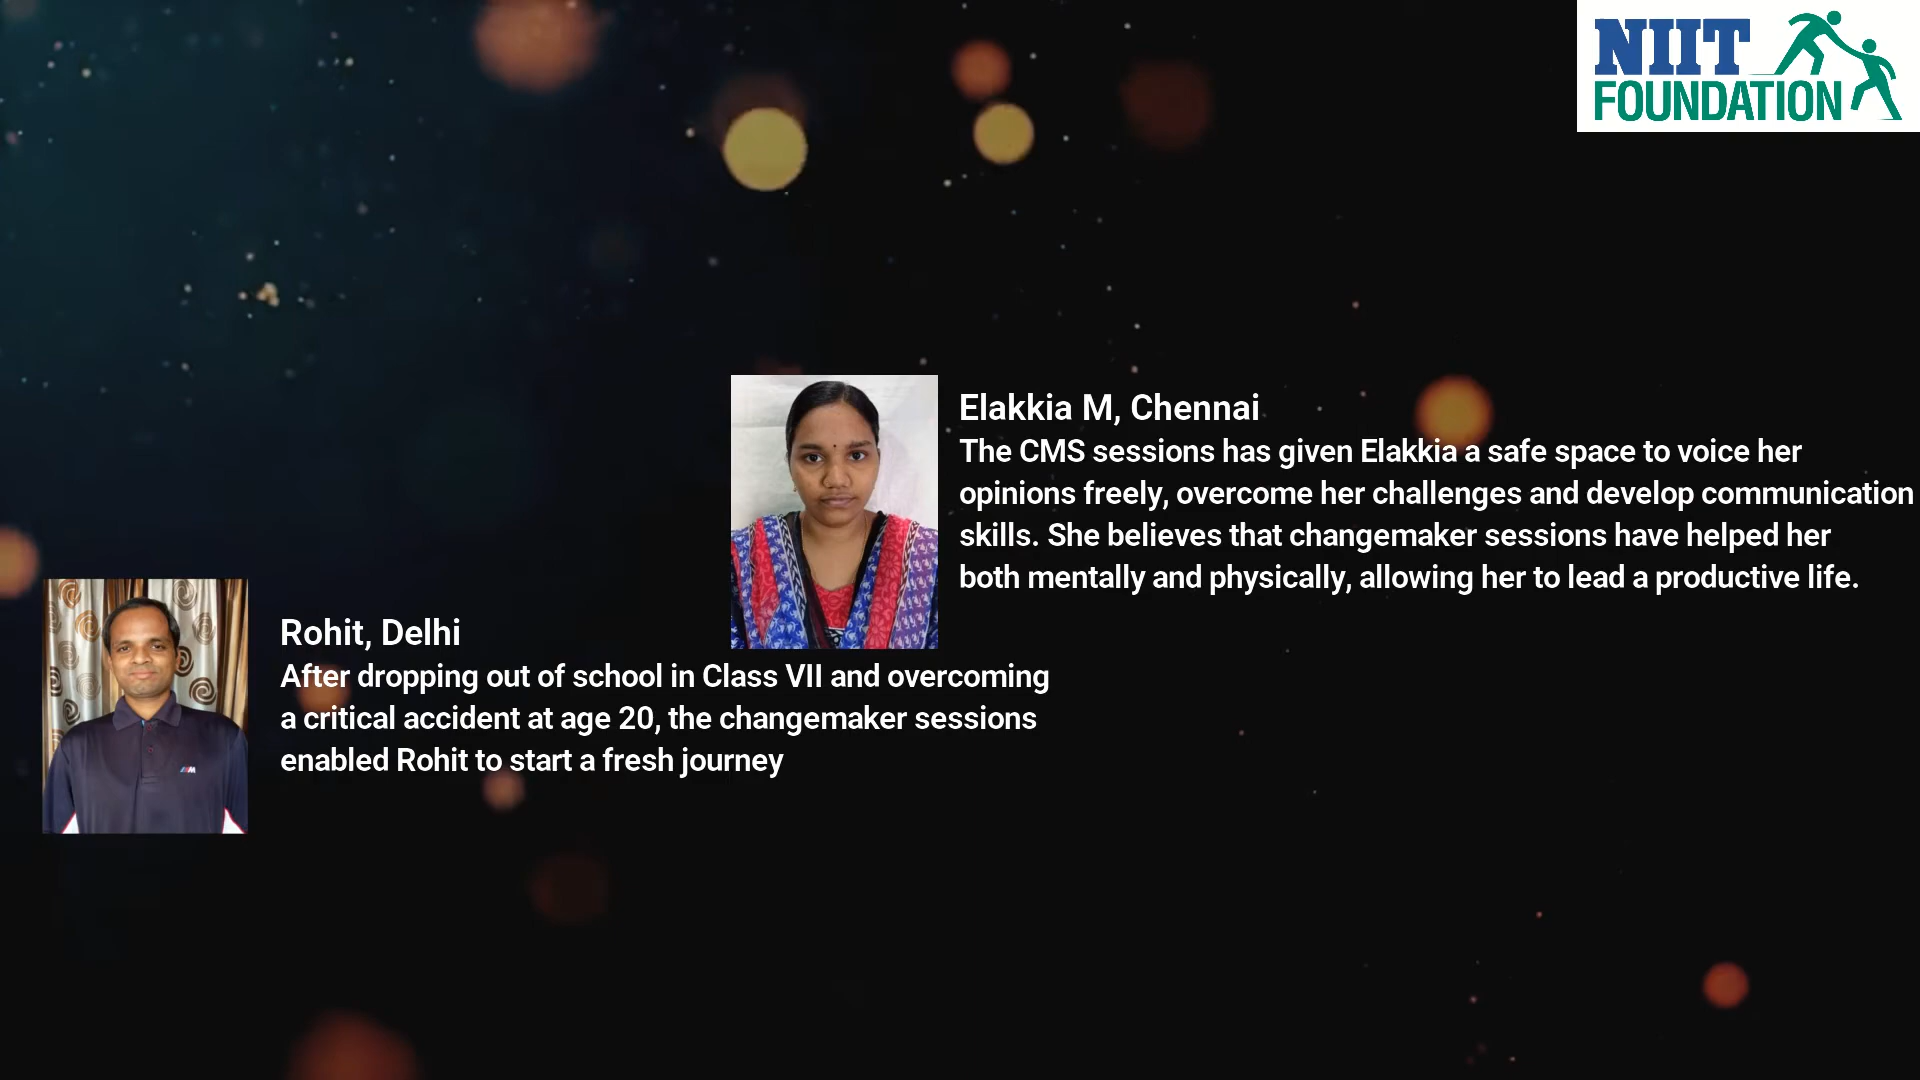 NIIT
FOUNDATION
Elakkia M, Chennai
The CMS sessions has given Elakkia a safe space to voice her
opinions freely, overcome her challenges and develop communication
skills. She believes that changemaker sessions have helped her
both mentally and physically, allowing her to lead a productive life.
Rohit, Delhi
After dropping out of school in Class VII and overcoming
a critical accident at age 20, the changemaker sessions
enabled Rohit to start a fresh journey